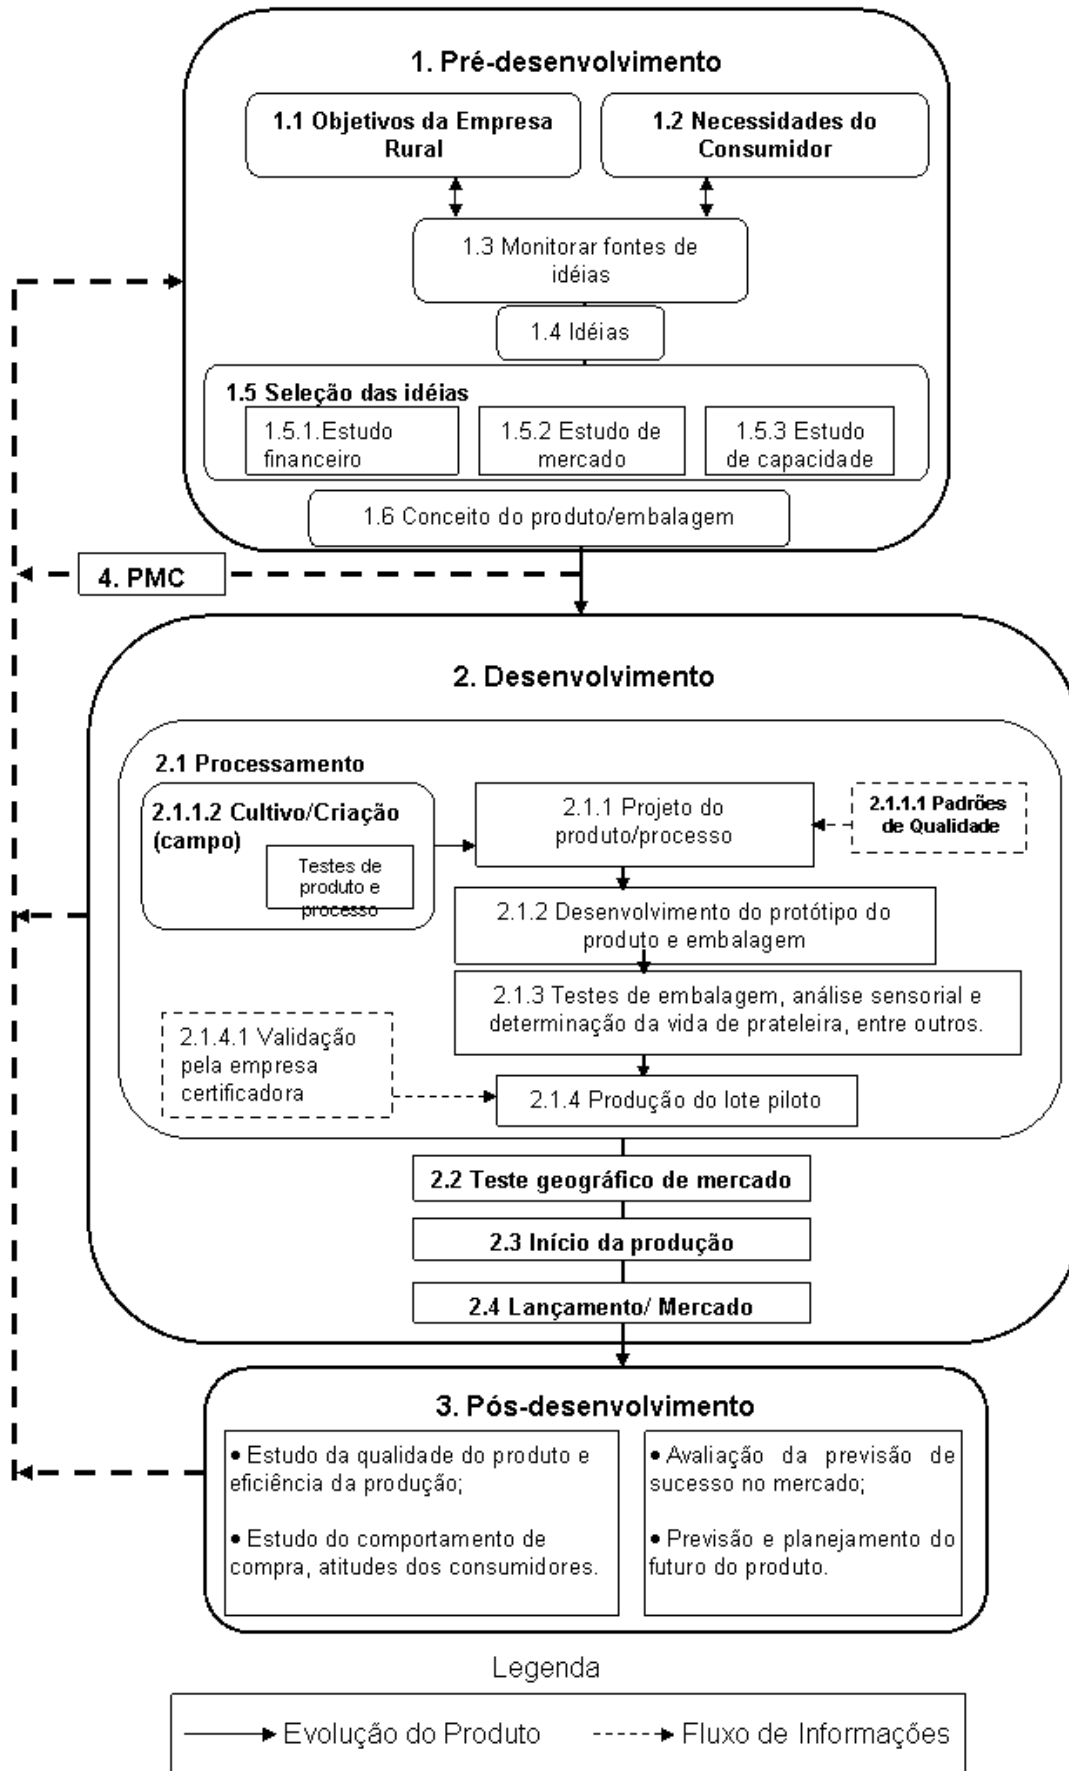 1. Pré-desenvolvimento
1.1 Objetivos da Empresa
Rural
1.2 Necessidades do
Consumidor
1.3 Monitorar fontes de
idéias
1.4 Idéias
1.5 Seleção das idéias
1.5.1.Estudo
financeiro
1.5.2 Estudo de
mercado
1.5.3 Estudo
de capacidade
1.6 Conceito do produto/embalagem
4. PMC
2. Desenvolvimento
2.1 Processamento
2.1.1.2 Cultivo/Criação
(campo)
Testes de
produto e
processo
2.1.1 Projeto do
produto/processo
2.1.1.1 Padrões
de Qualidade
2.1.2 Desenvolvimento do protótipo do
produto e embalagem
2.1.3 Testes de embalagem, análise sensorial e
determinação da vida de prateleira, entre outros.
2.1.4.1 Validação
pela empresa
certificadora
2.1.4 Produção do lote piloto
2.2 Teste geográfico de mercado
2.3 Início da produção
2.4 Lançamento/ Mercado
3. Pós-desenvolvimento
• Estudo da qualidade do produto e
eficiência da produção;
• Estudo do comportamento de
compra, atitudes dos consumidores.
• Avaliação da previsão de
sucesso no mercado;
• Previsão e planejamento do
futuro do produto.
Legenda
Evolução do Produto
Fluxo de Informações